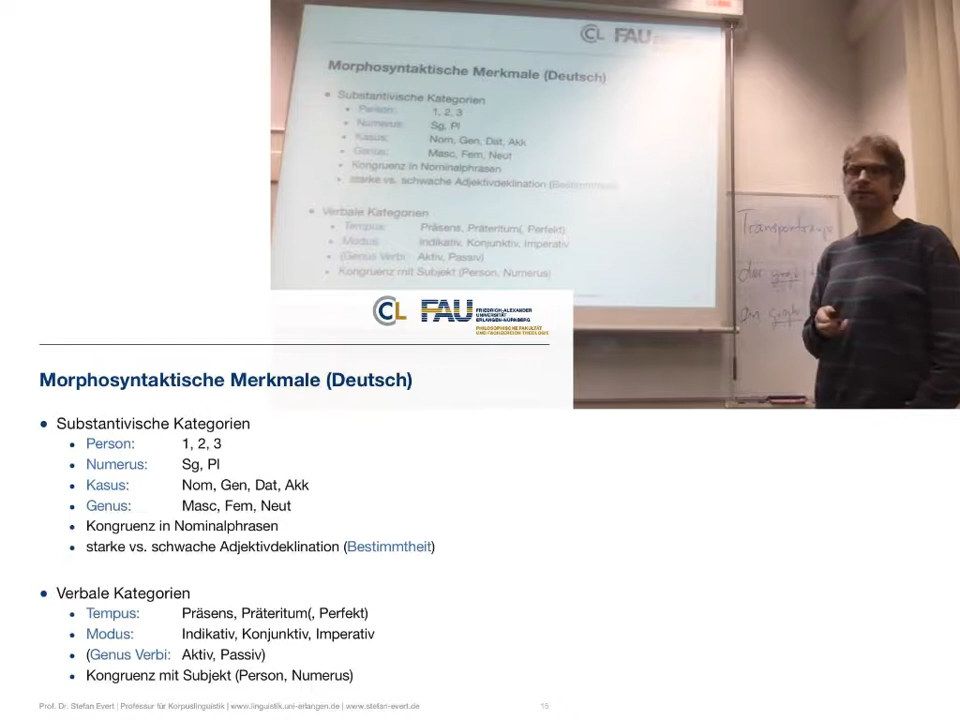 CL FAU
Morphosyntaktische Merkmale (Deutsch)
• Substantivische Kategorien
• Person: 1, 2, 3
• Numerus: Sg, Pl
• Kasus: Nom, Gen, Dat, Akk
• Genus: Masc, Fem, Neut
• Kongruenz in Nominalphrasen
• starke vs. schwache Adjektivdeklination (Bestimmtheit)
• Verbale Kategorien
• Tempus: Präsens, Präteritum(, Perfekt)
• Modus: Indikativ, Konjunktiv, Imperativ
• (Genus Verbi: Aktiv, Passiv)
• Kongruenz mit Subjekt (Person, Numerus)
CL FAU
FRIEDRICH-ALEXANDER
UNIVERSITÄT
ERLANGEN-NÜRNBERG
PHILOSOPHISCHE FAKULTÄT
UND FACHBEREICH THEOLOGIE
Morphosyntaktische Merkmale (Deutsch)
• Substantivische Kategorien
• Person: 1, 2, 3
• Numerus: Sg, Pl
• Kasus: Nom, Gen, Dat, Akk
• Genus: Masc, Fem, Neut
• Kongruenz in Nominalphrasen
• starke vs. schwache Adjektivdeklination (Bestimmtheit)
• Verbale Kategorien
• Tempus: Präsens, Präteritum(, Perfekt)
• Modus: Indikativ, Konjunktiv, Imperativ
• (Genus Verbi: Aktiv, Passiv)
• Kongruenz mit Subjekt (Person, Numerus)
Prof. Dr. Stefan Evert | Professur für Korpuslinguistik | www.linguistik.uni-erlangen.de | www.stefan-evert.de 15